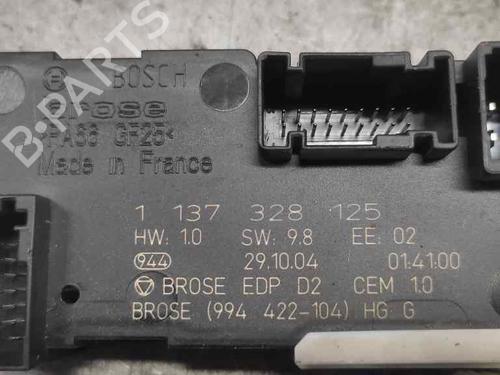 BOSCH
brose
>PA66 GF25<
Made in France
1 137 328 125
HW: 1.0 SW: 9.8 EE: 02
944 29.10.04 01:41:00
BROSE EDP D2 CEM 1.0
BROSE (994 422-104) HG: G
B-PARTS